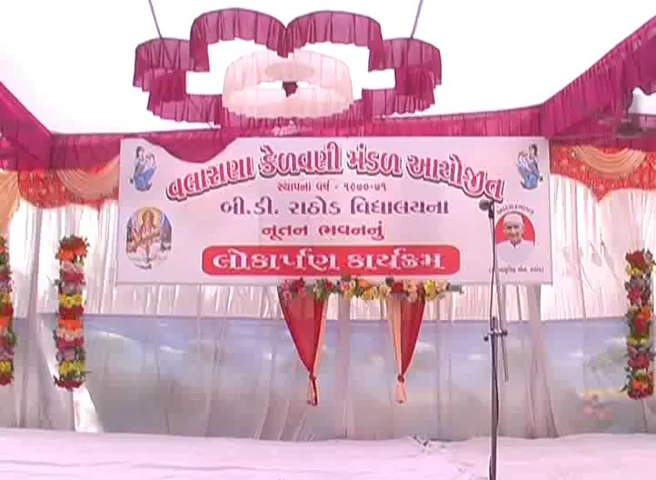 વલાસણા કેળવણી મંડળ આયોજીત
સ્થાપના વર્ષ - ૧૯૭૦-૭૧
બી.ડી. રાઠોડ વિદ્યાલયના
નૂતન ભવનનું
લોકાર્પણ કાર્યક્રમ